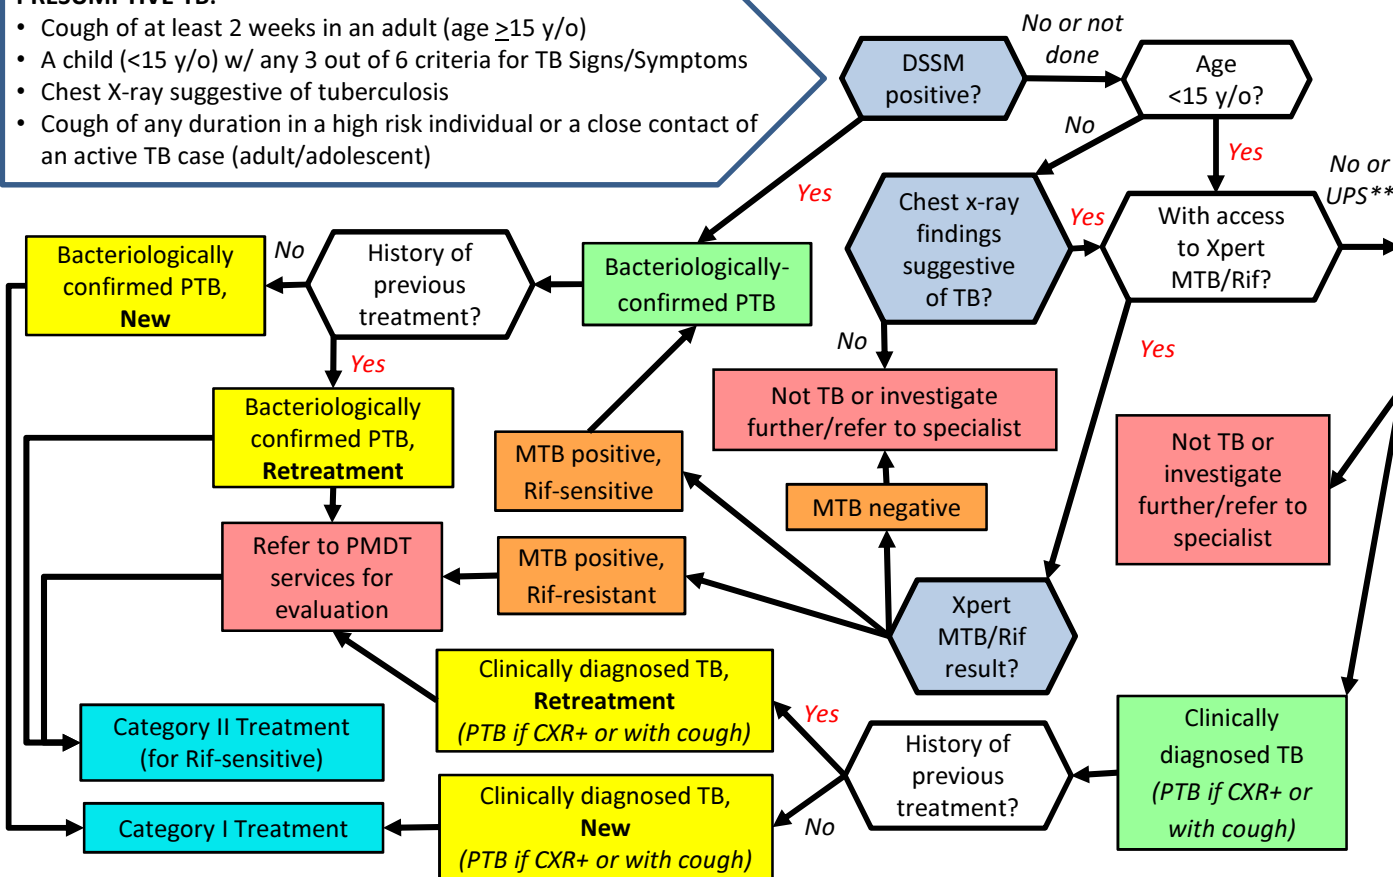 PRESUMPTIVE TB:
• Cough of at least 2 weeks in an adult (age >15 y/o)
• A child (<15 y/o) w/ any 3 out of 6 criteria for TB Signs/Symptoms
• Chest X-ray suggestive of tuberculosis
• Cough of any duration in a high risk individual or a close contact of
an active TB case (adult/adolescent)
DSSM
positive?
No or not
done
Age
<15 y/o?
No
Yes
Yes
No or
UPS**
Chest x-ray
findings
suggestive
of TB?
Yes
With access
to Xpert
MTB/Rif?
Bacteriologically
confirmed PTB,
New
No
History of
previous
treatment?
Bacteriologically-
confirmed PTB
Yes
No
Yes
Bacteriologically
confirmed PTB,
Retreatment
MTB positive,
Rif-sensitive
Not TB or investigate
further/refer to specialist
MTB negative
Not TB or
investigate
further/refer to
specialist
Refer to PMDT
services for
evaluation
MTB positive,
Rif-resistant
Xpert
MTB/Rif
result?
Clinically diagnosed TB,
Retreatment
(PTB if CXR+ or with cough)
Yes
Category II Treatment
(for Rif-sensitive)
History of
previous
treatment?
Clinically
diagnosed TB
(PTB if CXR+ or
with cough)
Category I Treatment
Clinically diagnosed TB,
New
(PTB if CXR+ or with cough)
No